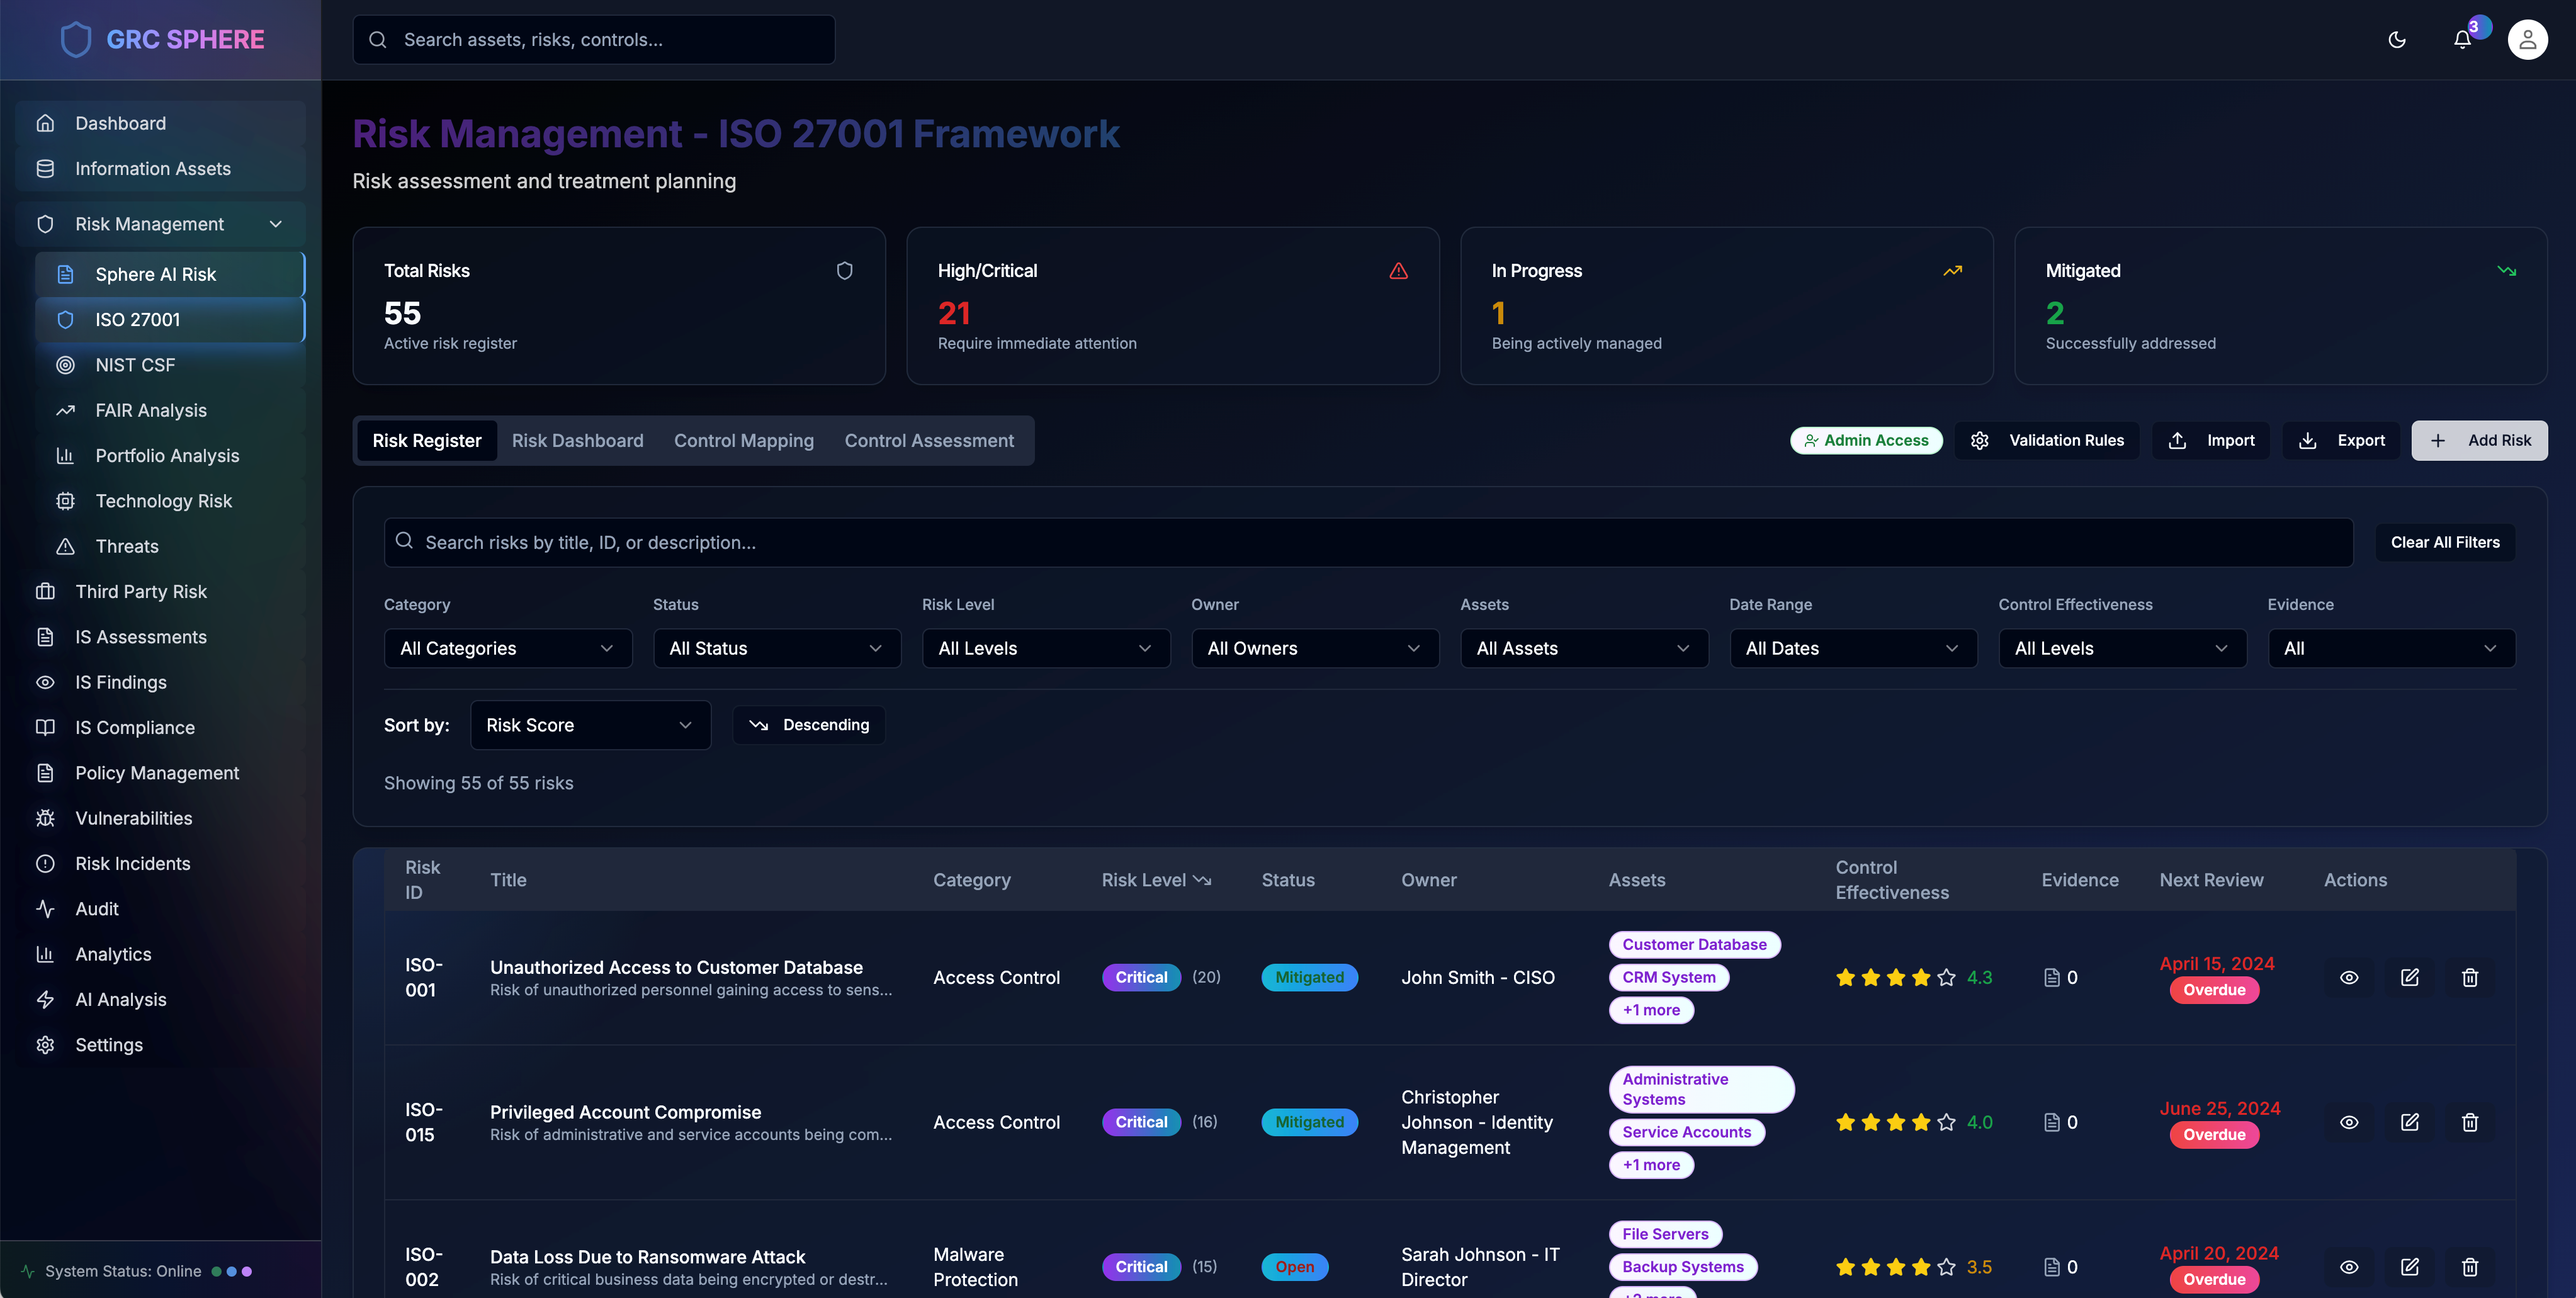 GRC SPHERE
Search assets, risks, controls...
3
Dashboard
Information Assets
Risk Management
Sphere AI Risk
ISO 27001
NIST CSF
FAIR Analysis
Portfolio Analysis
Technology Risk
Threats
Third Party Risk
IS Assessments
IS Findings
IS Compliance
Policy Management
Vulnerabilities
Risk Incidents
Audit
Analytics
AI Analysis
Settings
System Status: Online
Risk Management - ISO 27001 Framework
Risk assessment and treatment planning
Total Risks
55
Active risk register
High/Critical
21
Require immediate attention
In Progress
1
Being actively managed
Mitigated
2
Successfully addressed
Risk Register Risk Dashboard Control Mapping Control Assessment
Admin Access Validation Rules Import Export Add Risk
Search risks by title, ID, or description...
Clear All Filters
Category Status Risk Level Owner Assets Date Range Control Effectiveness Evidence
All Categories All Status All Levels All Owners All Assets All Dates All Levels All
Sort by: Risk Score Descending
Showing 55 of 55 risks
Risk
ID
Title
Category
Risk Level
Status
Owner
Assets
Control
Effectiveness
Evidence
Next Review
Actions
ISO-
001
Unauthorized Access to Customer Database
Risk of unauthorized personnel gaining access to sens...
Access Control
Critical (20)
Mitigated
John Smith - CISO
Customer Database
CRM System
+1 more
4.3
0
April 15, 2024
Overdue
ISO-
015
Privileged Account Compromise
Risk of administrative and service accounts being com...
Access Control
Critical (16)
Mitigated
Christopher
Johnson - Identity
Management
Administrative
Systems
Service Accounts
+1 more
4.0
0
June 25, 2024
Overdue
ISO-
002
Data Loss Due to Ransomware Attack
Risk of critical business data being encrypted or destr...
Malware
Protection
Critical (15)
Open
Sarah Johnson - IT
Director
File Servers
Backup Systems
3.5
0
April 20, 2024
Overdue